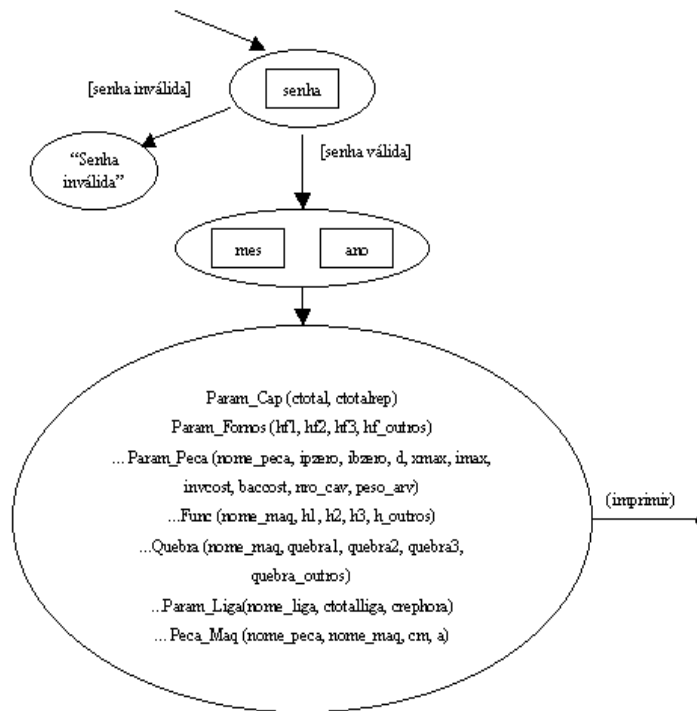 [senha inválida]
senha
“Senha
inválida”
[senha válida]
mes
ano
Param_Cap (ctotal, ctotalrep)
Param_Fornos (hf1, hf2, hf3, hf_outros)
... Param_Peca (nome_peca, ipzero, ibzero, d, xmax, imax,
invcost, baccost, nro_cav, peso_arv)
...Func (nome_maq, h1, h2, h3, h_outros)
...Quebra (nome_maq, quebra1, quebra2, quebra3,
quebra_outros)
...Param_Liga(nome_liga, ctotalliga, crephora)
... Peca_Maq (nome_peca, nome_maq, cm, a)
(imprimir)